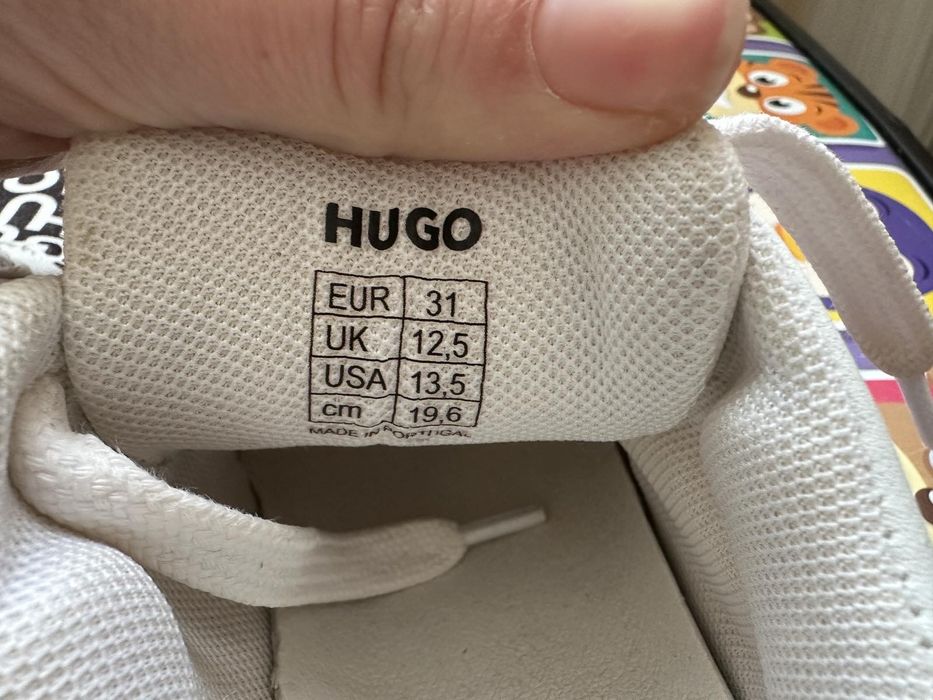 HUGO
EUR 31
UK 12,5
USA 13,5
cm 19,6
MADE IN PORTUGAL